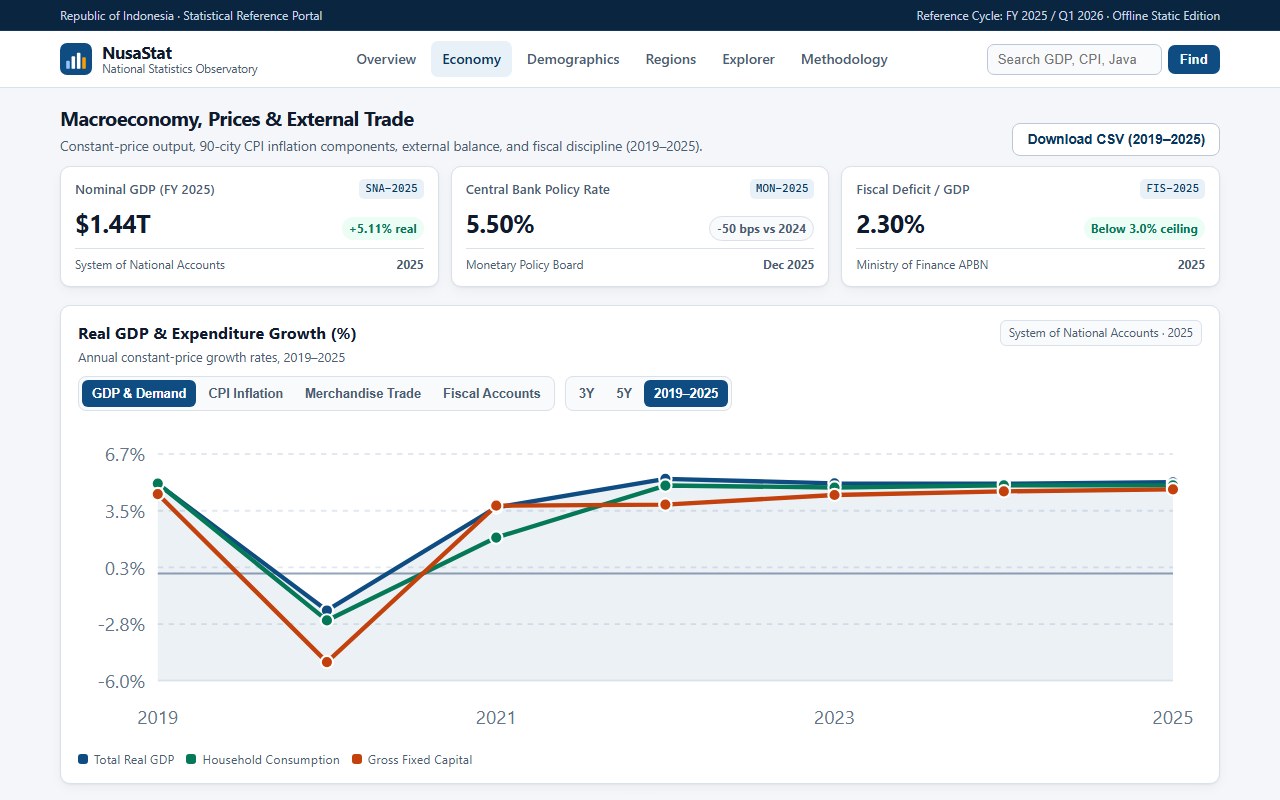 Republic of Indonesia · Statistical Reference Portal
Reference Cycle: FY 2025 / Q1 2026 · Offline Static Edition
NusaStat
National Statistics Observatory
Overview
Economy
Demographics
Regions
Explorer
Methodology
Search GDP, CPI, Java
Find
Macroeconomy, Prices & External Trade
Constant-price output, 90-city CPI inflation components, external balance, and fiscal discipline (2019–2025).
Download CSV (2019–2025)
Nominal GDP (FY 2025)
SNA-2025
$1.44T
+5.11% real
System of National Accounts
2025
Central Bank Policy Rate
MON-2025
5.50%
-50 bps vs 2024
Monetary Policy Board
Dec 2025
Fiscal Deficit / GDP
FIS-2025
2.30%
Below 3.0% ceiling
Ministry of Finance APBN
2025
Real GDP & Expenditure Growth (%)
System of National Accounts · 2025
Annual constant-price growth rates, 2019–2025
GDP & Demand
CPI Inflation
Merchandise Trade
Fiscal Accounts
3Y
5Y
2019–2025
6.7%
3.5%
0.3%
-2.8%
-6.0%
2019
2021
2023
2025
Total Real GDP
Household Consumption
Gross Fixed Capital